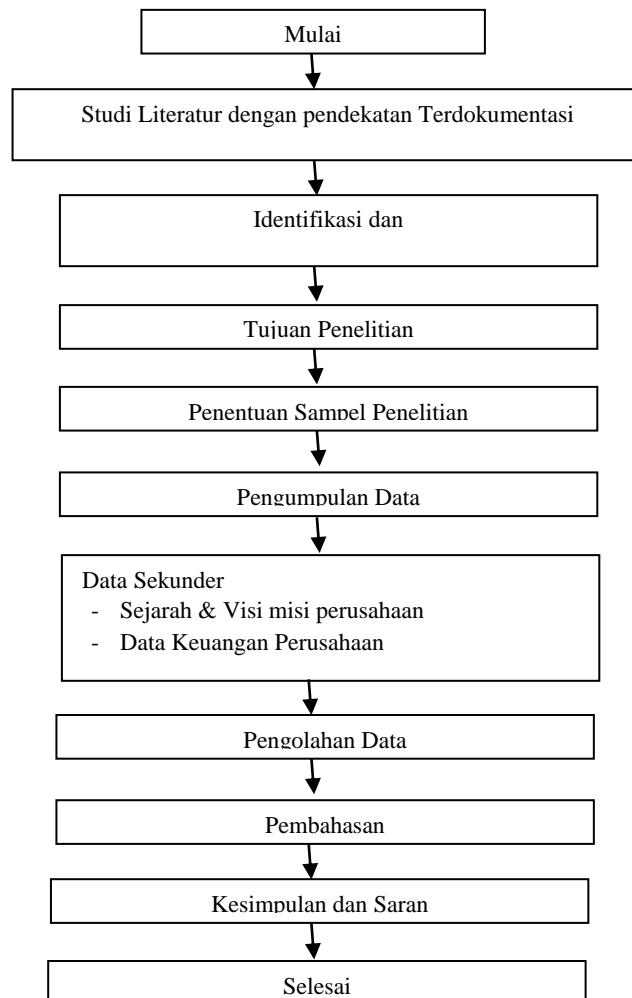 Mulai
Studi Literatur dengan pendekatan Terdokumentasi
Identifikasi dan
Tujuan Penelitian
Penentuan Sampel Penelitian
Pengumpulan Data
Data Sekunder
- Sejarah & Visi misi perusahaan
- Data Keuangan Perusahaan
Pengolahan Data
Pembahasan
Kesimpulan dan Saran
Selesai